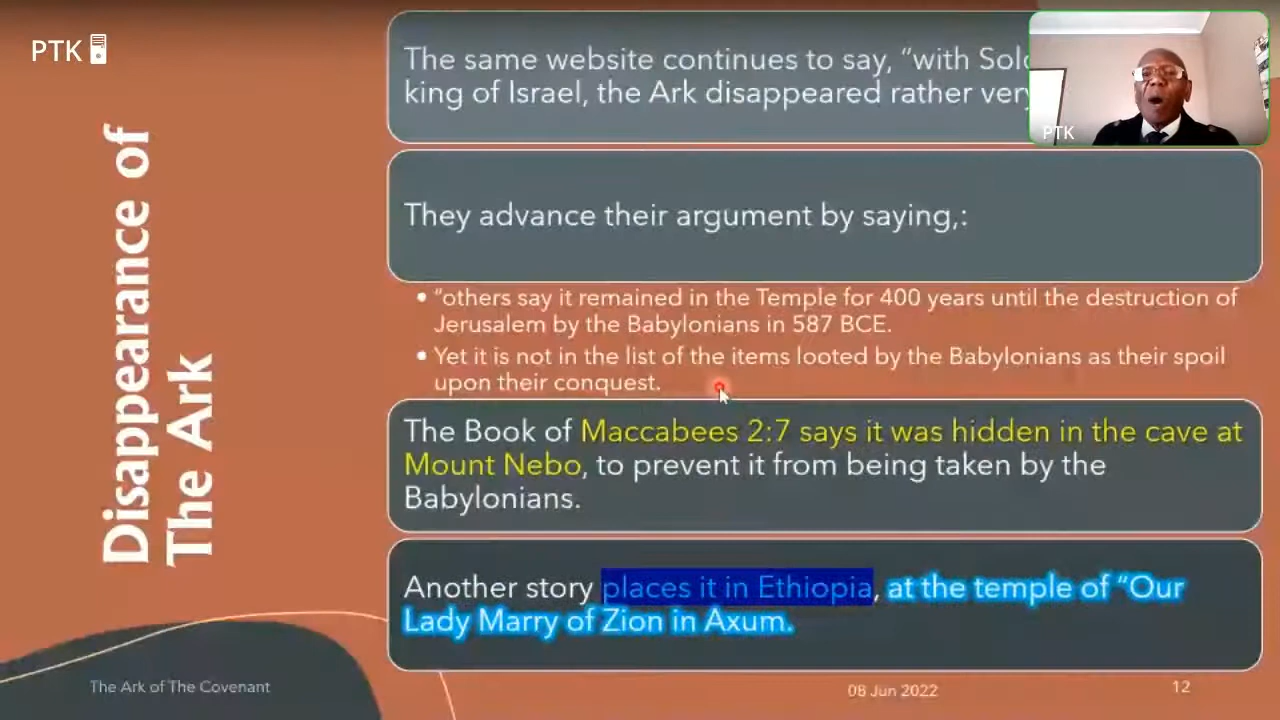 PTK
The same website continues to say, “with Solo
king of Israel, the Ark disappeared rather very
PTK
Disappearance of
The Ark
They advance their argument by saying,:
• “others say it remained in the Temple for 400 years until the destruction of
Jerusalem by the Babylonians in 587 BCE.
• Yet it is not in the list of the items looted by the Babylonians as their spoil
upon their conquest.
The Book of Maccabees 2:7 says it was hidden in the cave at
Mount Nebo, to prevent it from being taken by the
Babylonians.
Another story places it in Ethiopia, at the temple of “Our
Lady Marry of Zion in Axum.
The Ark of The Covenant
08 Jun 2022
12